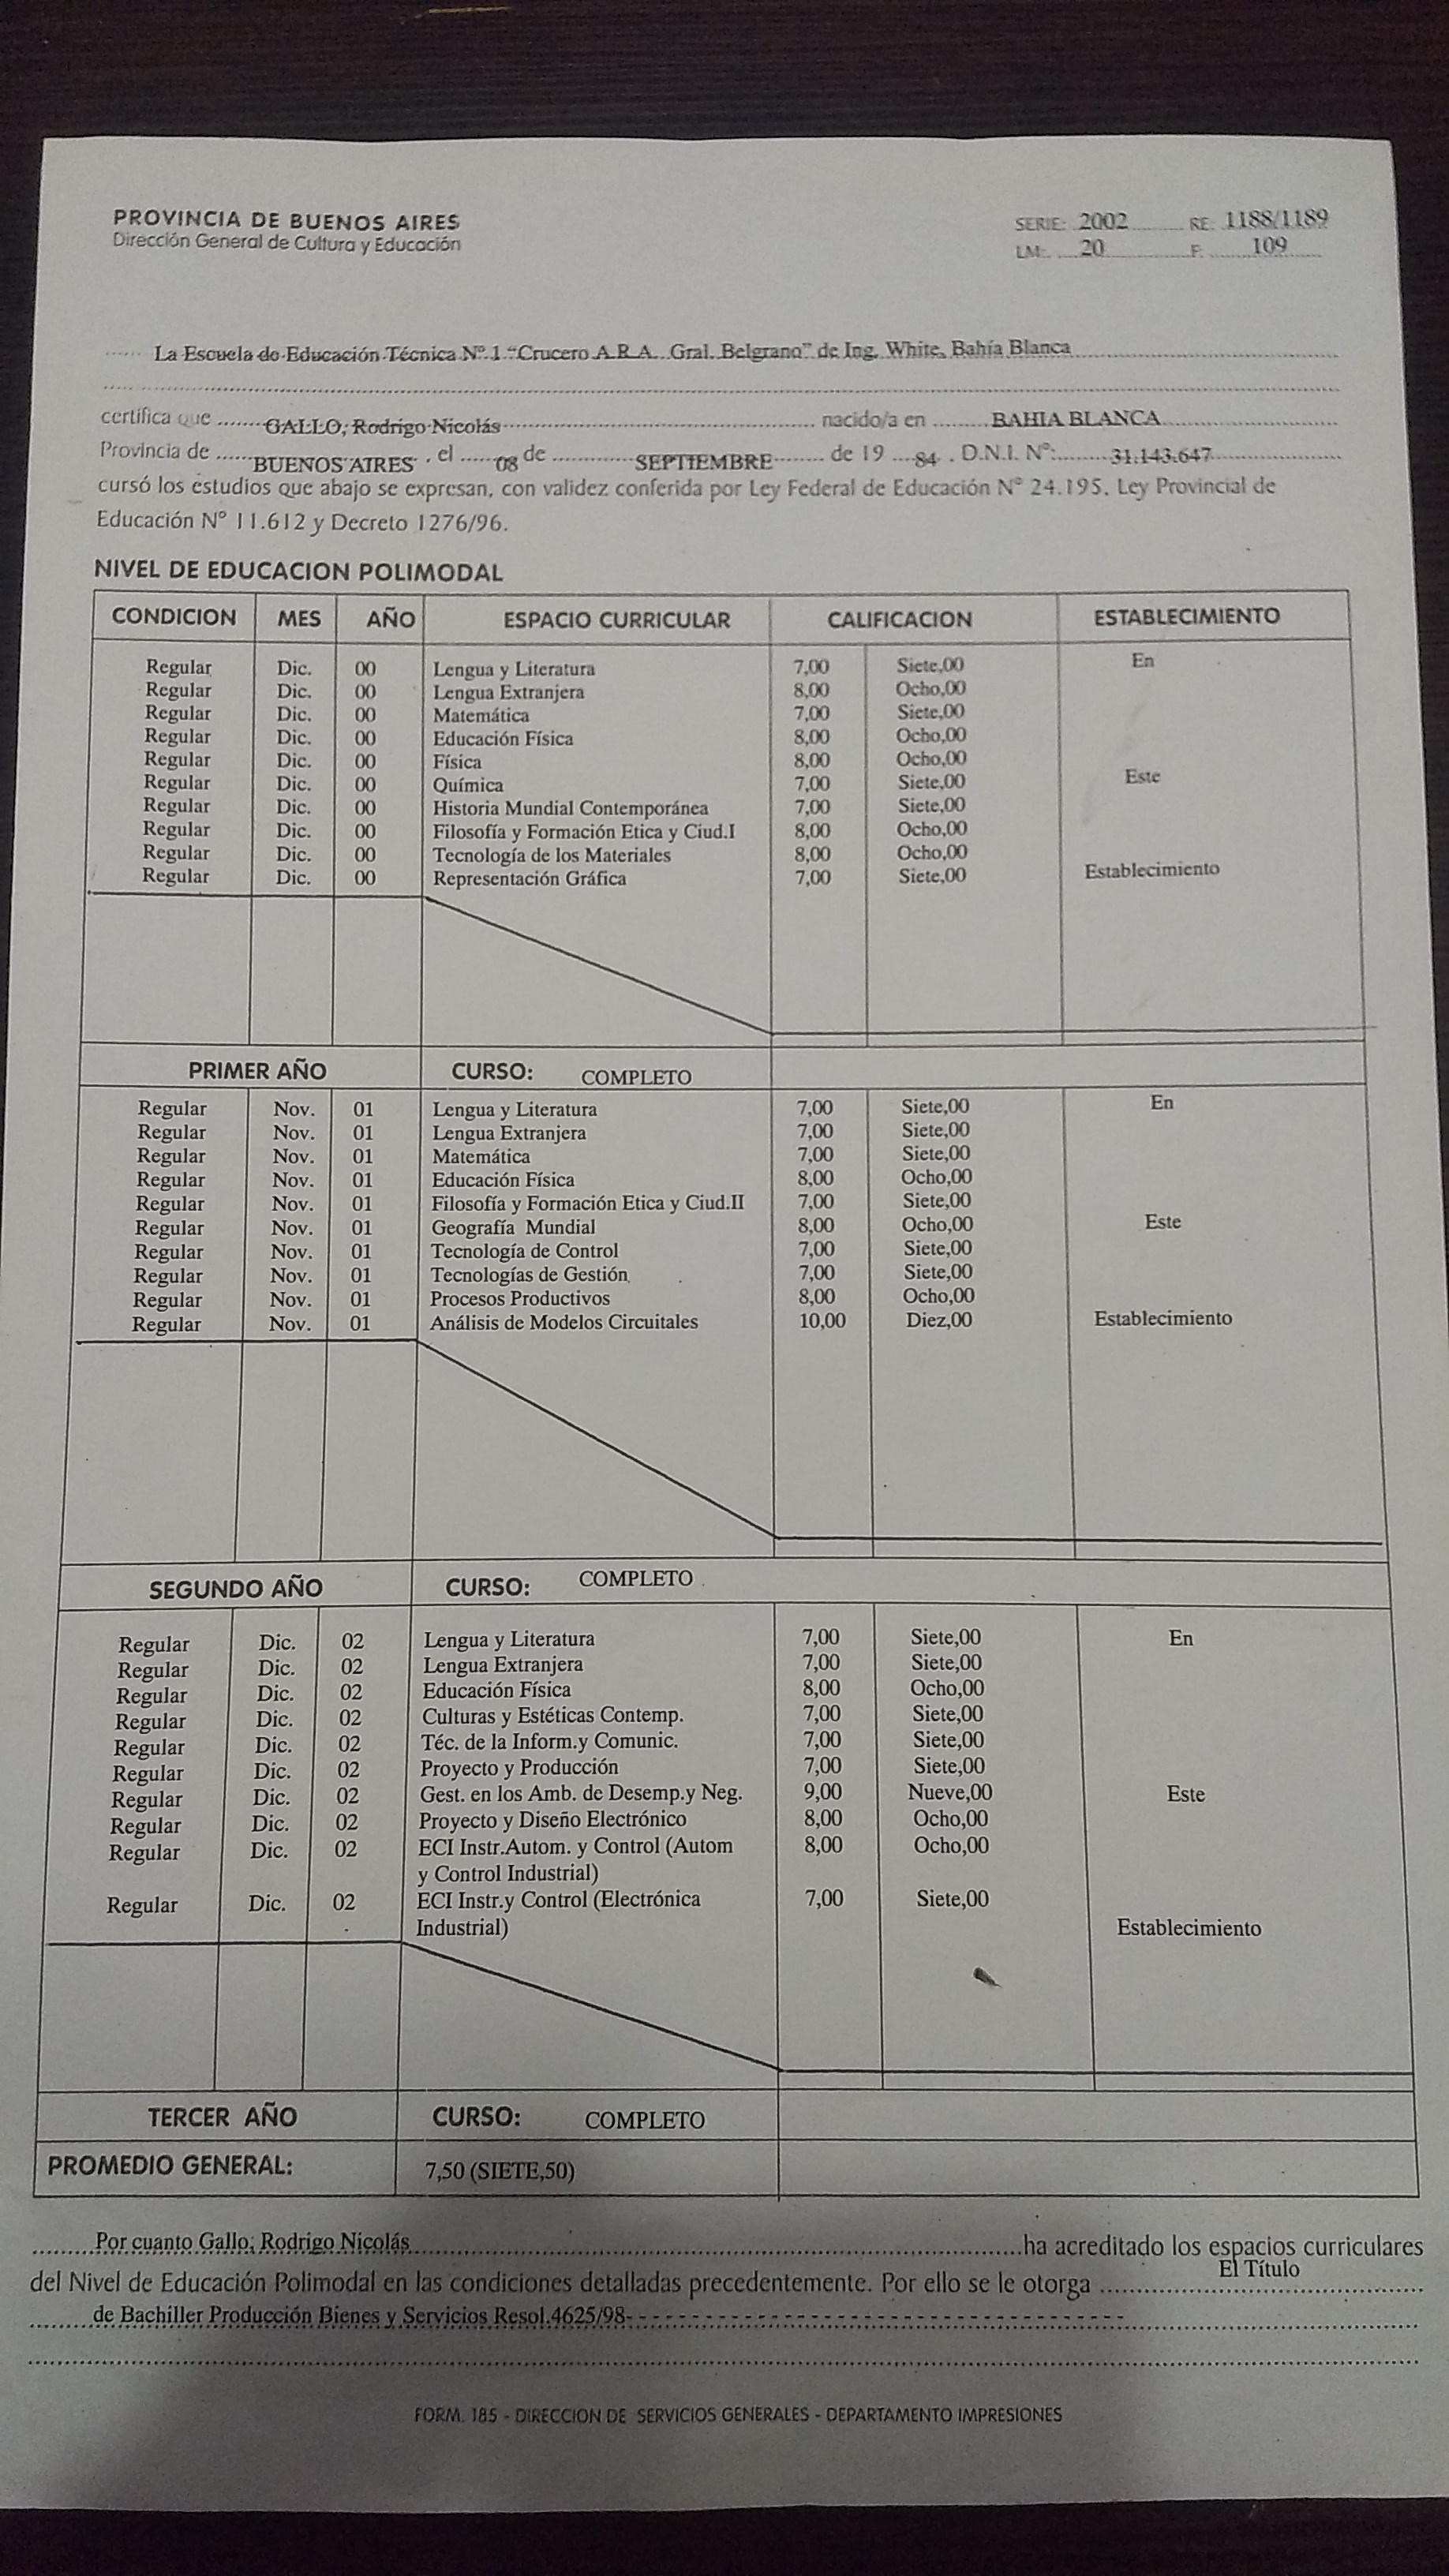 PROVINCIA DE BUENOS AIRES
Dirección General de Cultura y Educación
SERIE: 2002 RE: 1188/1189
LM: 20 F: 109
La Escuela de Educación Técnica Nº 1 "Crucero A.R.A. Gral. Belgrano" de Ing. White, Bahía Blanca
certifica que GALLO, Rodrigo Nicolás nacido/a en BAHIA BLANCA
Provincia de BUENOS AIRES, el 08 de SEPTIEMBRE de 19 84. D.N.I. Nº: 31.143.647
cursó los estudios que abajo se expresan, con validez conferida por Ley Federal de Educación Nº 24.195, Ley Provincial de
Educación Nº 11.612 y Decreto 1276/96.
NIVEL DE EDUCACION POLIMODAL
CONDICION MES AÑO ESPACIO CURRICULAR CALIFICACION ESTABLECIMIENTO
Regular Dic. 00 Lengua y Literatura 7,00 Siete,00 En
Regular Dic. 00 Lengua Extranjera 8,00 Ocho,00
Regular Dic. 00 Matemática 7,00 Siete,00
Regular Dic. 00 Educación Física 8,00 Ocho,00
Regular Dic. 00 Física 8,00 Ocho,00
Regular Dic. 00 Química 7,00 Siete,00 Este
Regular Dic. 00 Historia Mundial Contemporánea 7,00 Siete,00
Regular Dic. 00 Filosofía y Formación Etica y Ciud.I 8,00 Ocho,00
Regular Dic. 00 Tecnología de los Materiales 8,00 Ocho,00
Regular Dic. 00 Representación Gráfica 7,00 Siete,00 Establecimiento
PRIMER AÑO CURSO: COMPLETO
Regular Nov. 01 Lengua y Literatura 7,00 Siete,00 En
Regular Nov. 01 Lengua Extranjera 7,00 Siete,00
Regular Nov. 01 Matemática 7,00 Siete,00
Regular Nov. 01 Educación Física 8,00 Ocho,00
Regular Nov. 01 Filosofía y Formación Etica y Ciud.II 7,00 Siete,00
Regular Nov. 01 Geografía Mundial 8,00 Ocho,00 Este
Regular Nov. 01 Tecnología de Control 7,00 Siete,00
Regular Nov. 01 Tecnologías de Gestión 7,00 Siete,00
Regular Nov. 01 Procesos Productivos 8,00 Ocho,00
Regular Nov. 01 Análisis de Modelos Circuitales 10,00 Diez,00 Establecimiento
SEGUNDO AÑO CURSO: COMPLETO
Regular Dic. 02 Lengua y Literatura 7,00 Siete,00 En
Regular Dic. 02 Lengua Extranjera 7,00 Siete,00
Regular Dic. 02 Educación Física 8,00 Ocho,00
Regular Dic. 02 Culturas y Estéticas Contemp. 7,00 Siete,00
Regular Dic. 02 Téc. de la Inform.y Comunic. 7,00 Siete,00
Regular Dic. 02 Proyecto y Producción 7,00 Siete,00
Regular Dic. 02 Gest. en los Amb. de Desemp.y Neg. 9,00 Nueve,00 Este
Regular Dic. 02 Proyecto y Diseño Electrónico 8,00 Ocho,00
Regular Dic. 02 ECI Instr.Autom. y Control (Autom 8,00 Ocho,00
y Control Industrial)
Regular Dic. 02 ECI Instr.y Control (Electrónica 7,00 Siete,00
Industrial) Establecimiento
TERCER AÑO CURSO: COMPLETO
PROMEDIO GENERAL: 7,50 (SIETE,50)
Por cuanto Gallo, Rodrigo Nicolás ha acreditado los espacios curriculares
del Nivel de Educación Polimodal en las condiciones detalladas precedentemente. Por ello se le otorga El Título
de Bachiller Producción Bienes y Servicios Resol.4625/98- - - - - - - - - - - - - - - - - - - - - - - - - - - - - - - - - - - - - -
FORM. 185 - DIRECCION DE SERVICIOS GENERALES - DEPARTAMENTO IMPRESIONES